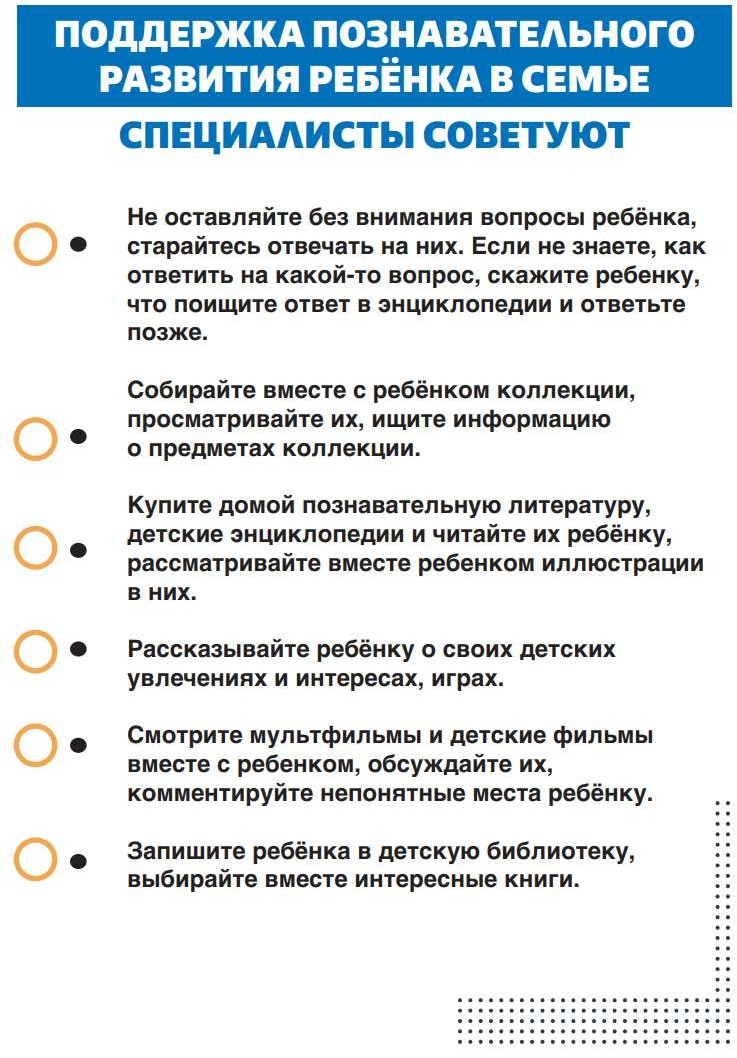 ПОДДЕРЖКА ПОЗНАВАТЕЛЬНОГО
РАЗВИТИЯ РЕБЁНКА В СЕМЬЕ
СПЕЦИАЛИСТЫ СОВЕТУЮТ
Не оставляйте без внимания вопросы ребёнка,
старайтесь отвечать на них. Если не знаете, как
ответить на какой-то вопрос, скажите ребенку,
что поищите ответ в энциклопедии и ответьте
позже.
Собирайте вместе с ребёнком коллекции,
просматривайте их, ищите информацию
о предметах коллекции.
Купите домой познавательную литературу,
детские энциклопедии и читайте их ребёнку,
рассматривайте вместе ребенком иллюстрации
в них.
Рассказывайте ребёнку о своих детских
увлечениях и интересах, играх.
Смотрите мультфильмы и детские фильмы
вместе с ребенком, обсуждайте их,
комментируйте непонятные места ребёнку.
Запишите ребёнка в детскую библиотеку,
выбирайте вместе интересные книги.